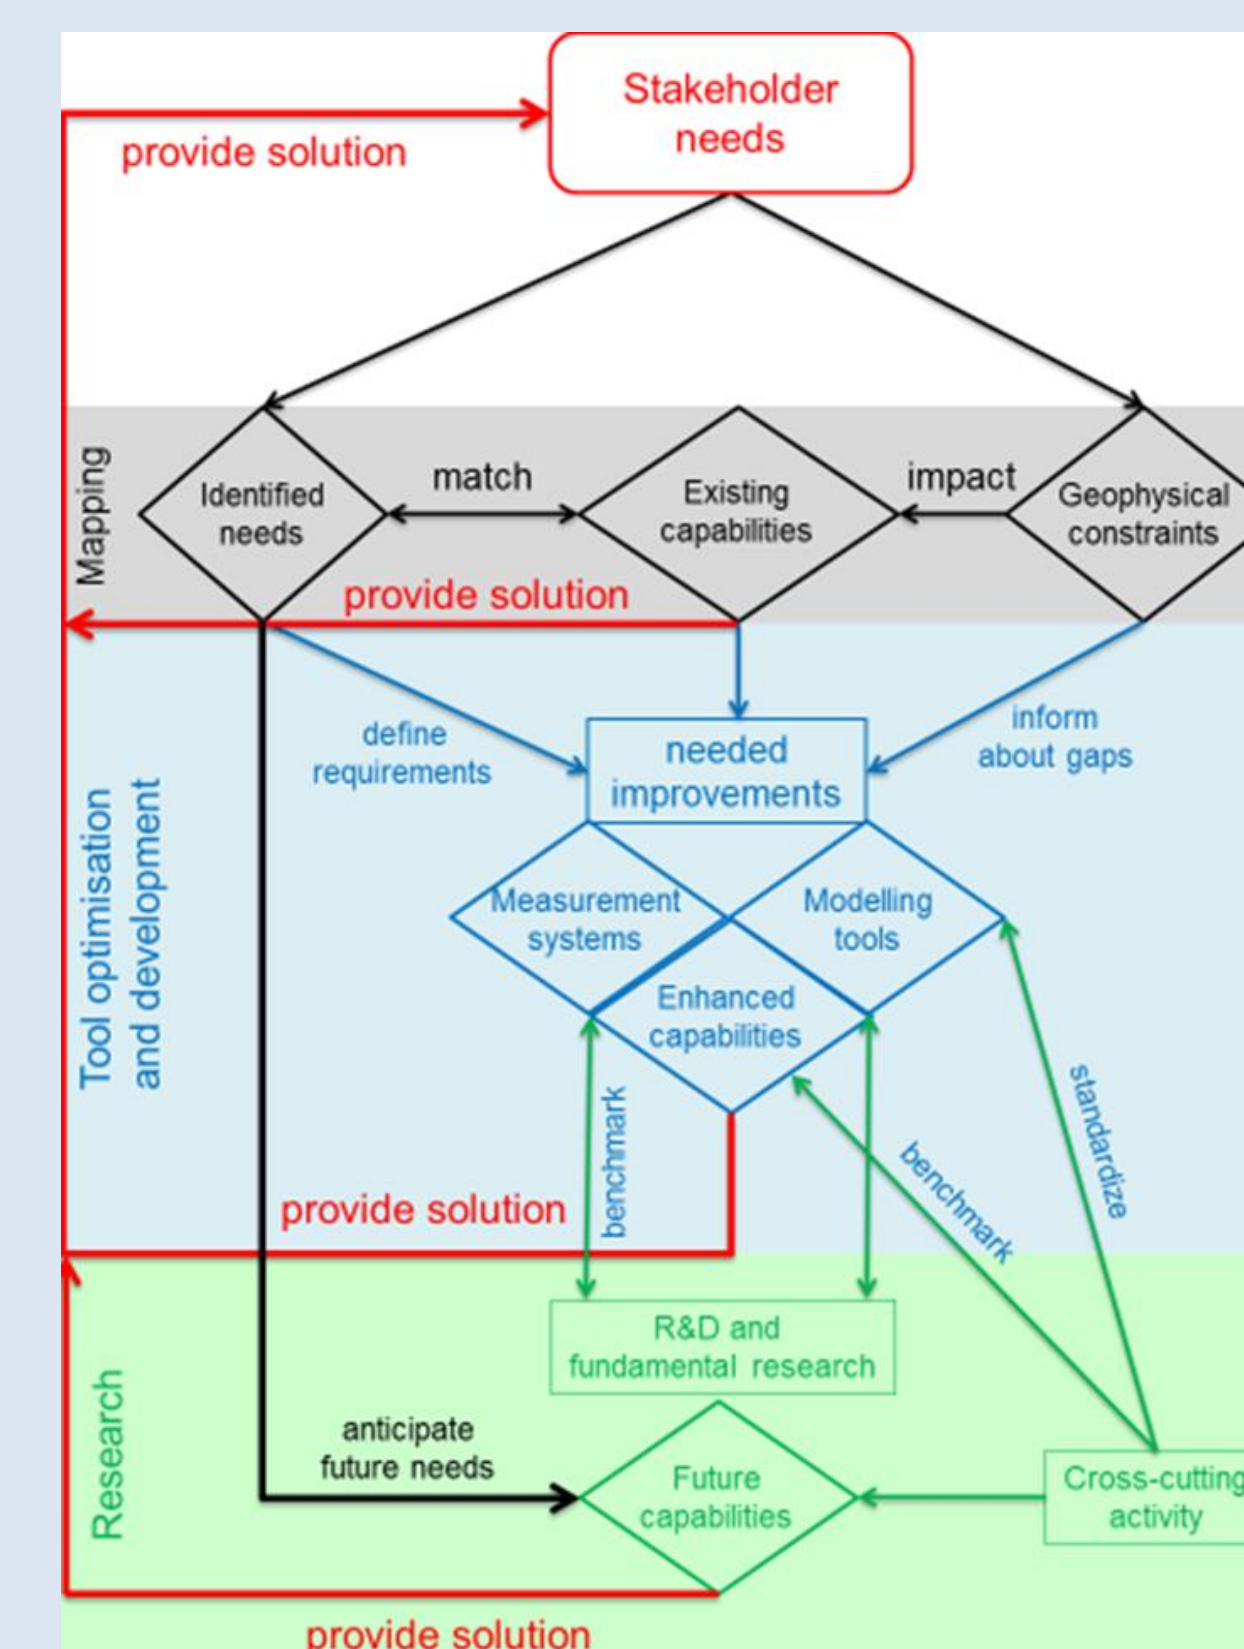 Stakeholder
needs
provide solution
Mapping
Identified
needs
match
Existing
capabilities
impact
Geophysical
constraints
provide solution
Tool optimisation
and development
define
requirements
needed
improvements
inform
about gaps
Measurement
systems
Modelling
tools
Enhanced
capabilities
benchmark
benchmark
standardize
provide solution
Research
R&D and
fundamental research
anticipate
future needs
Future
capabilities
Cross-cutting
activity
provide solution